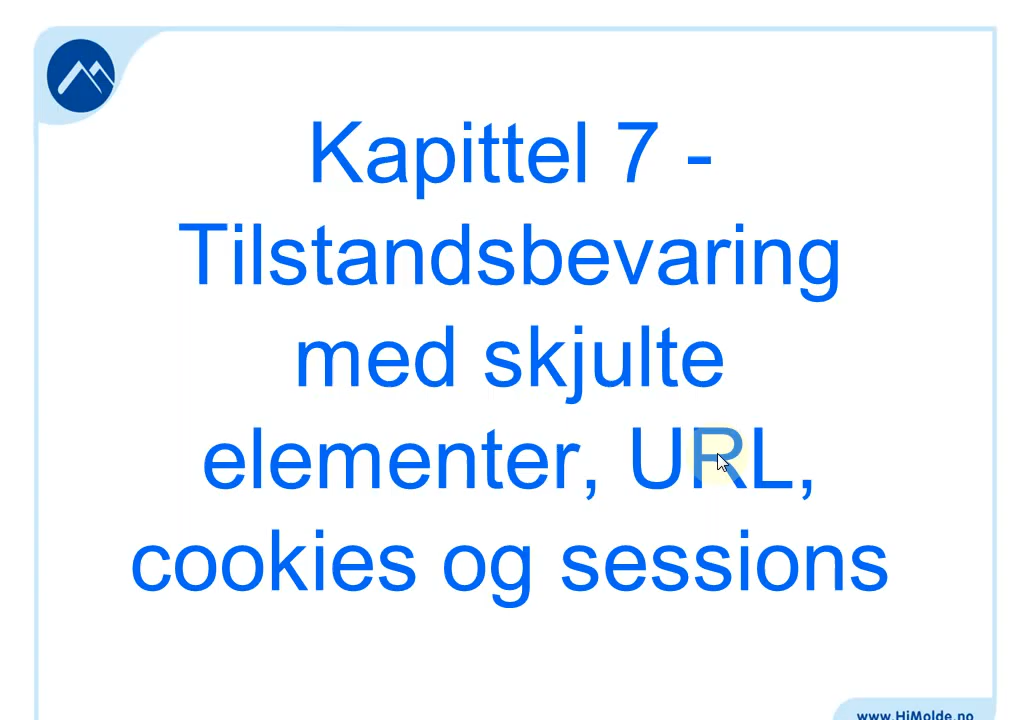 Kapittel 7 -
Tilstandsbevaring
med skjulte
elementer, URL,
cookies og sessions
www.HiMolde.no